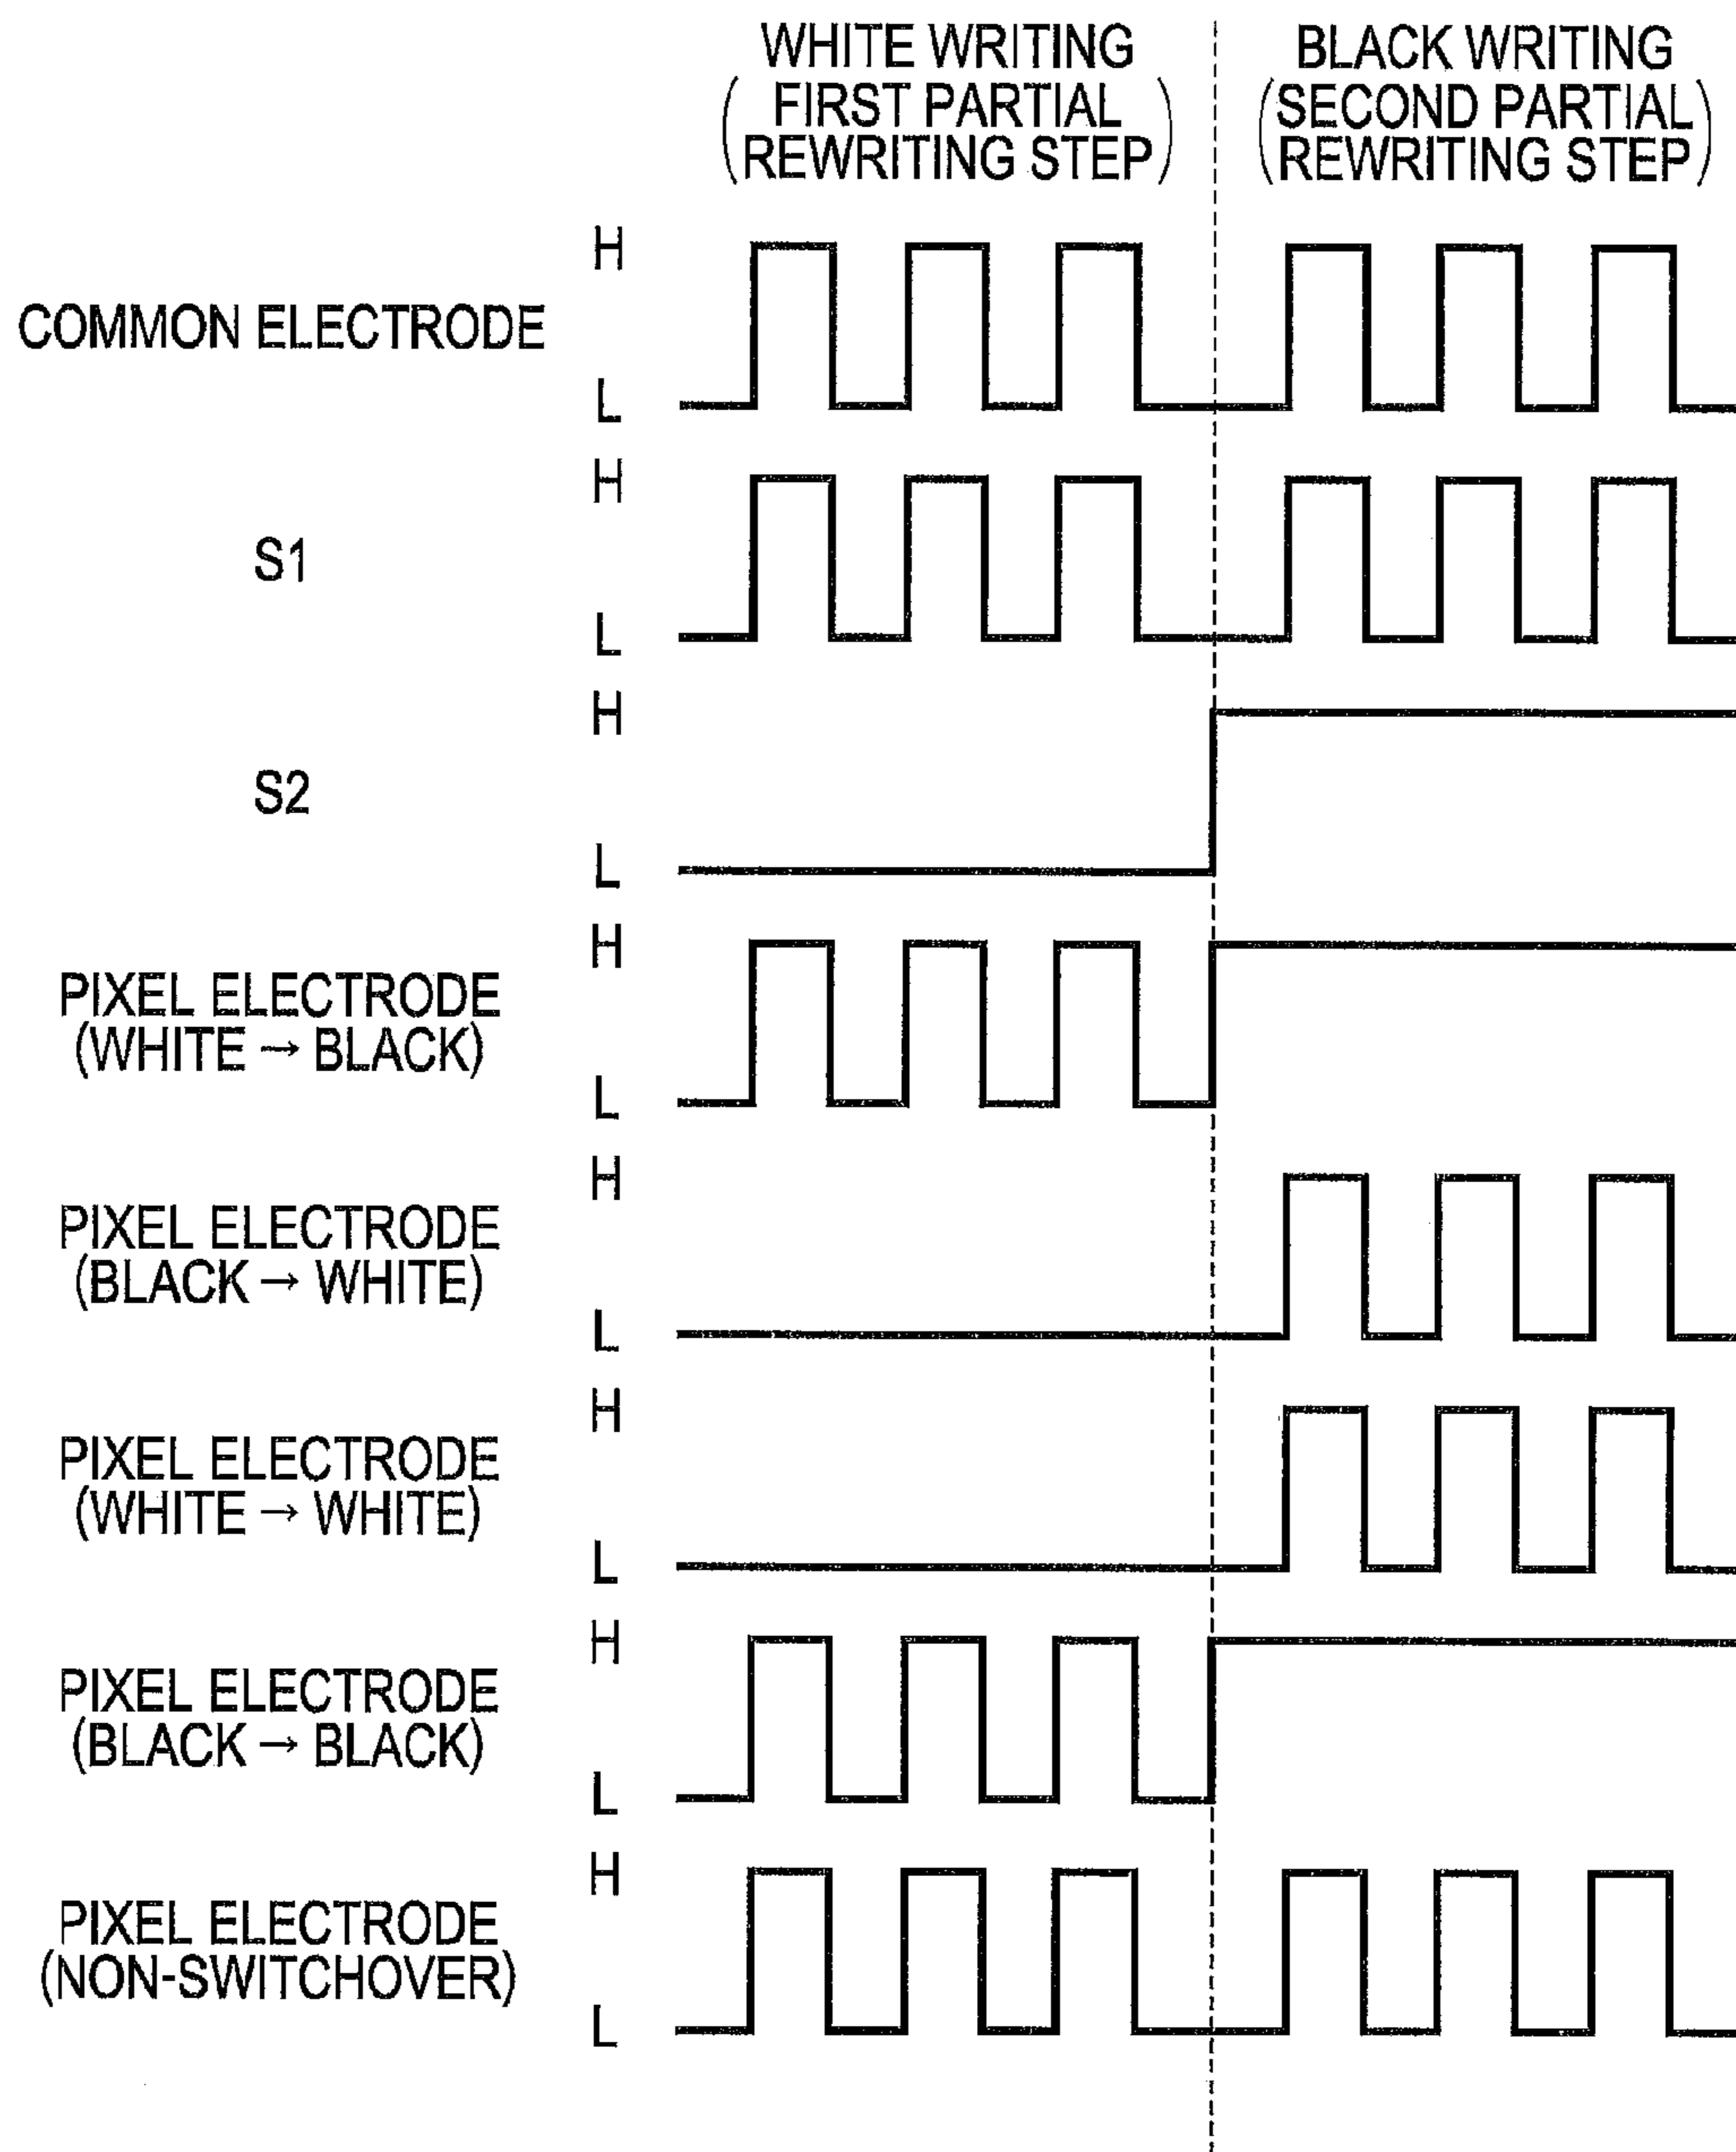 WHITE WRITING
(FIRST PARTIAL
REWRITING STEP)
BLACK WRITING
(SECOND PARTIAL
REWRITING STEP)
COMMON ELECTRODE
H
L
S1
H
L
S2
H
L
PIXEL ELECTRODE
(WHITE → BLACK)
H
L
PIXEL ELECTRODE
(BLACK → WHITE)
H
L
PIXEL ELECTRODE
(WHITE → WHITE)
H
L
PIXEL ELECTRODE
(BLACK → BLACK)
H
L
PIXEL ELECTRODE
(NON-SWITCHOVER)
H
L